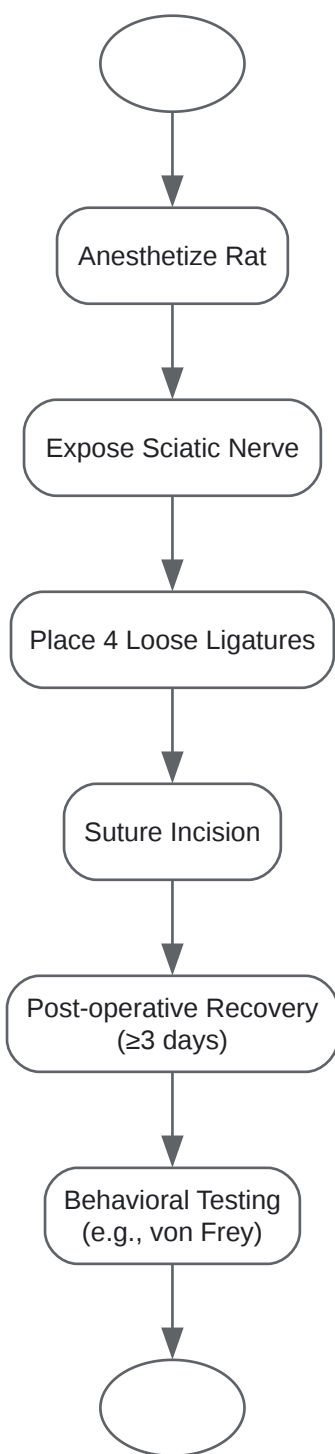 Anesthetize Rat
Expose Sciatic Nerve
Place 4 Loose Ligatures
Suture Incision
Post-operative Recovery
(≥3 days)
Behavioral Testing
(e.g., von Frey)